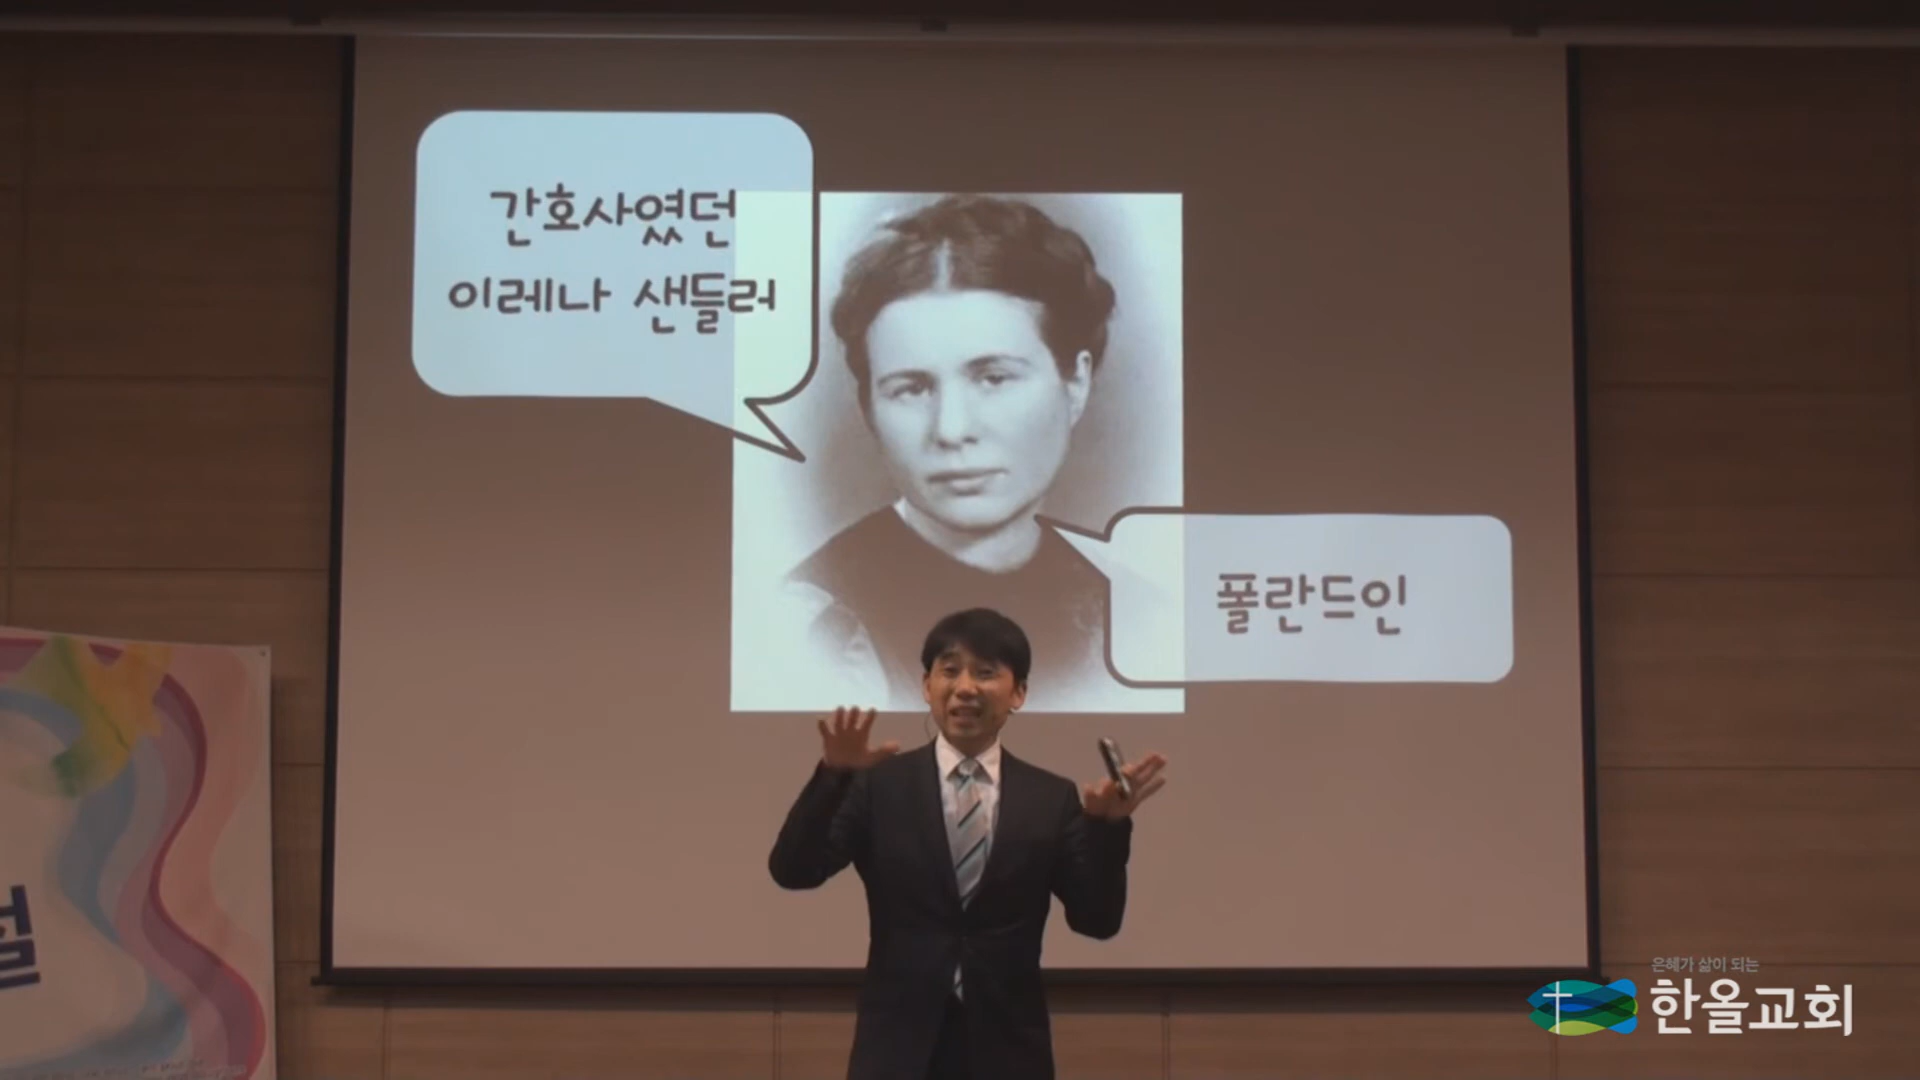 간호사였던
이레나 샌들러
폴란드인
은혜가 삶이 되는
한올교회